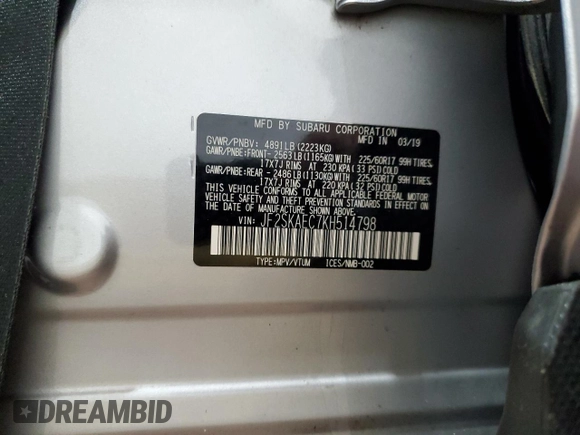 MFD BY SUBARU CORPORATION
GVWR/PNBV: 4891LB (2223KG) MADE IN 03/19
GAWR/PNBE:FRONT- 2563LB(1165KG)WITH 225/60R17 99H TIRES,
17X7J RIMS AT 230 KPA(33 PSI)COLD
GAWR/PNBE:REAR - 2486LB(1130KG)WITH 225/60R17 99H TIRES,
17X7J RIMS AT 220 KPA(32 PSI)COLD
THIS VEHICLE CONFORMS TO ALL APPLICABLE FEDERAL MOTOR
VEHICLE SAFETY AND THEFT PREVENTION STANDARDS IN EFFECT
ON THE DATE OF MANUFACTURE SHOWN ABOVE.
VIN: JF2SKAEC7KH514798
TYPE:MPV/VTUM ICES/NMB-002
DREAMBID